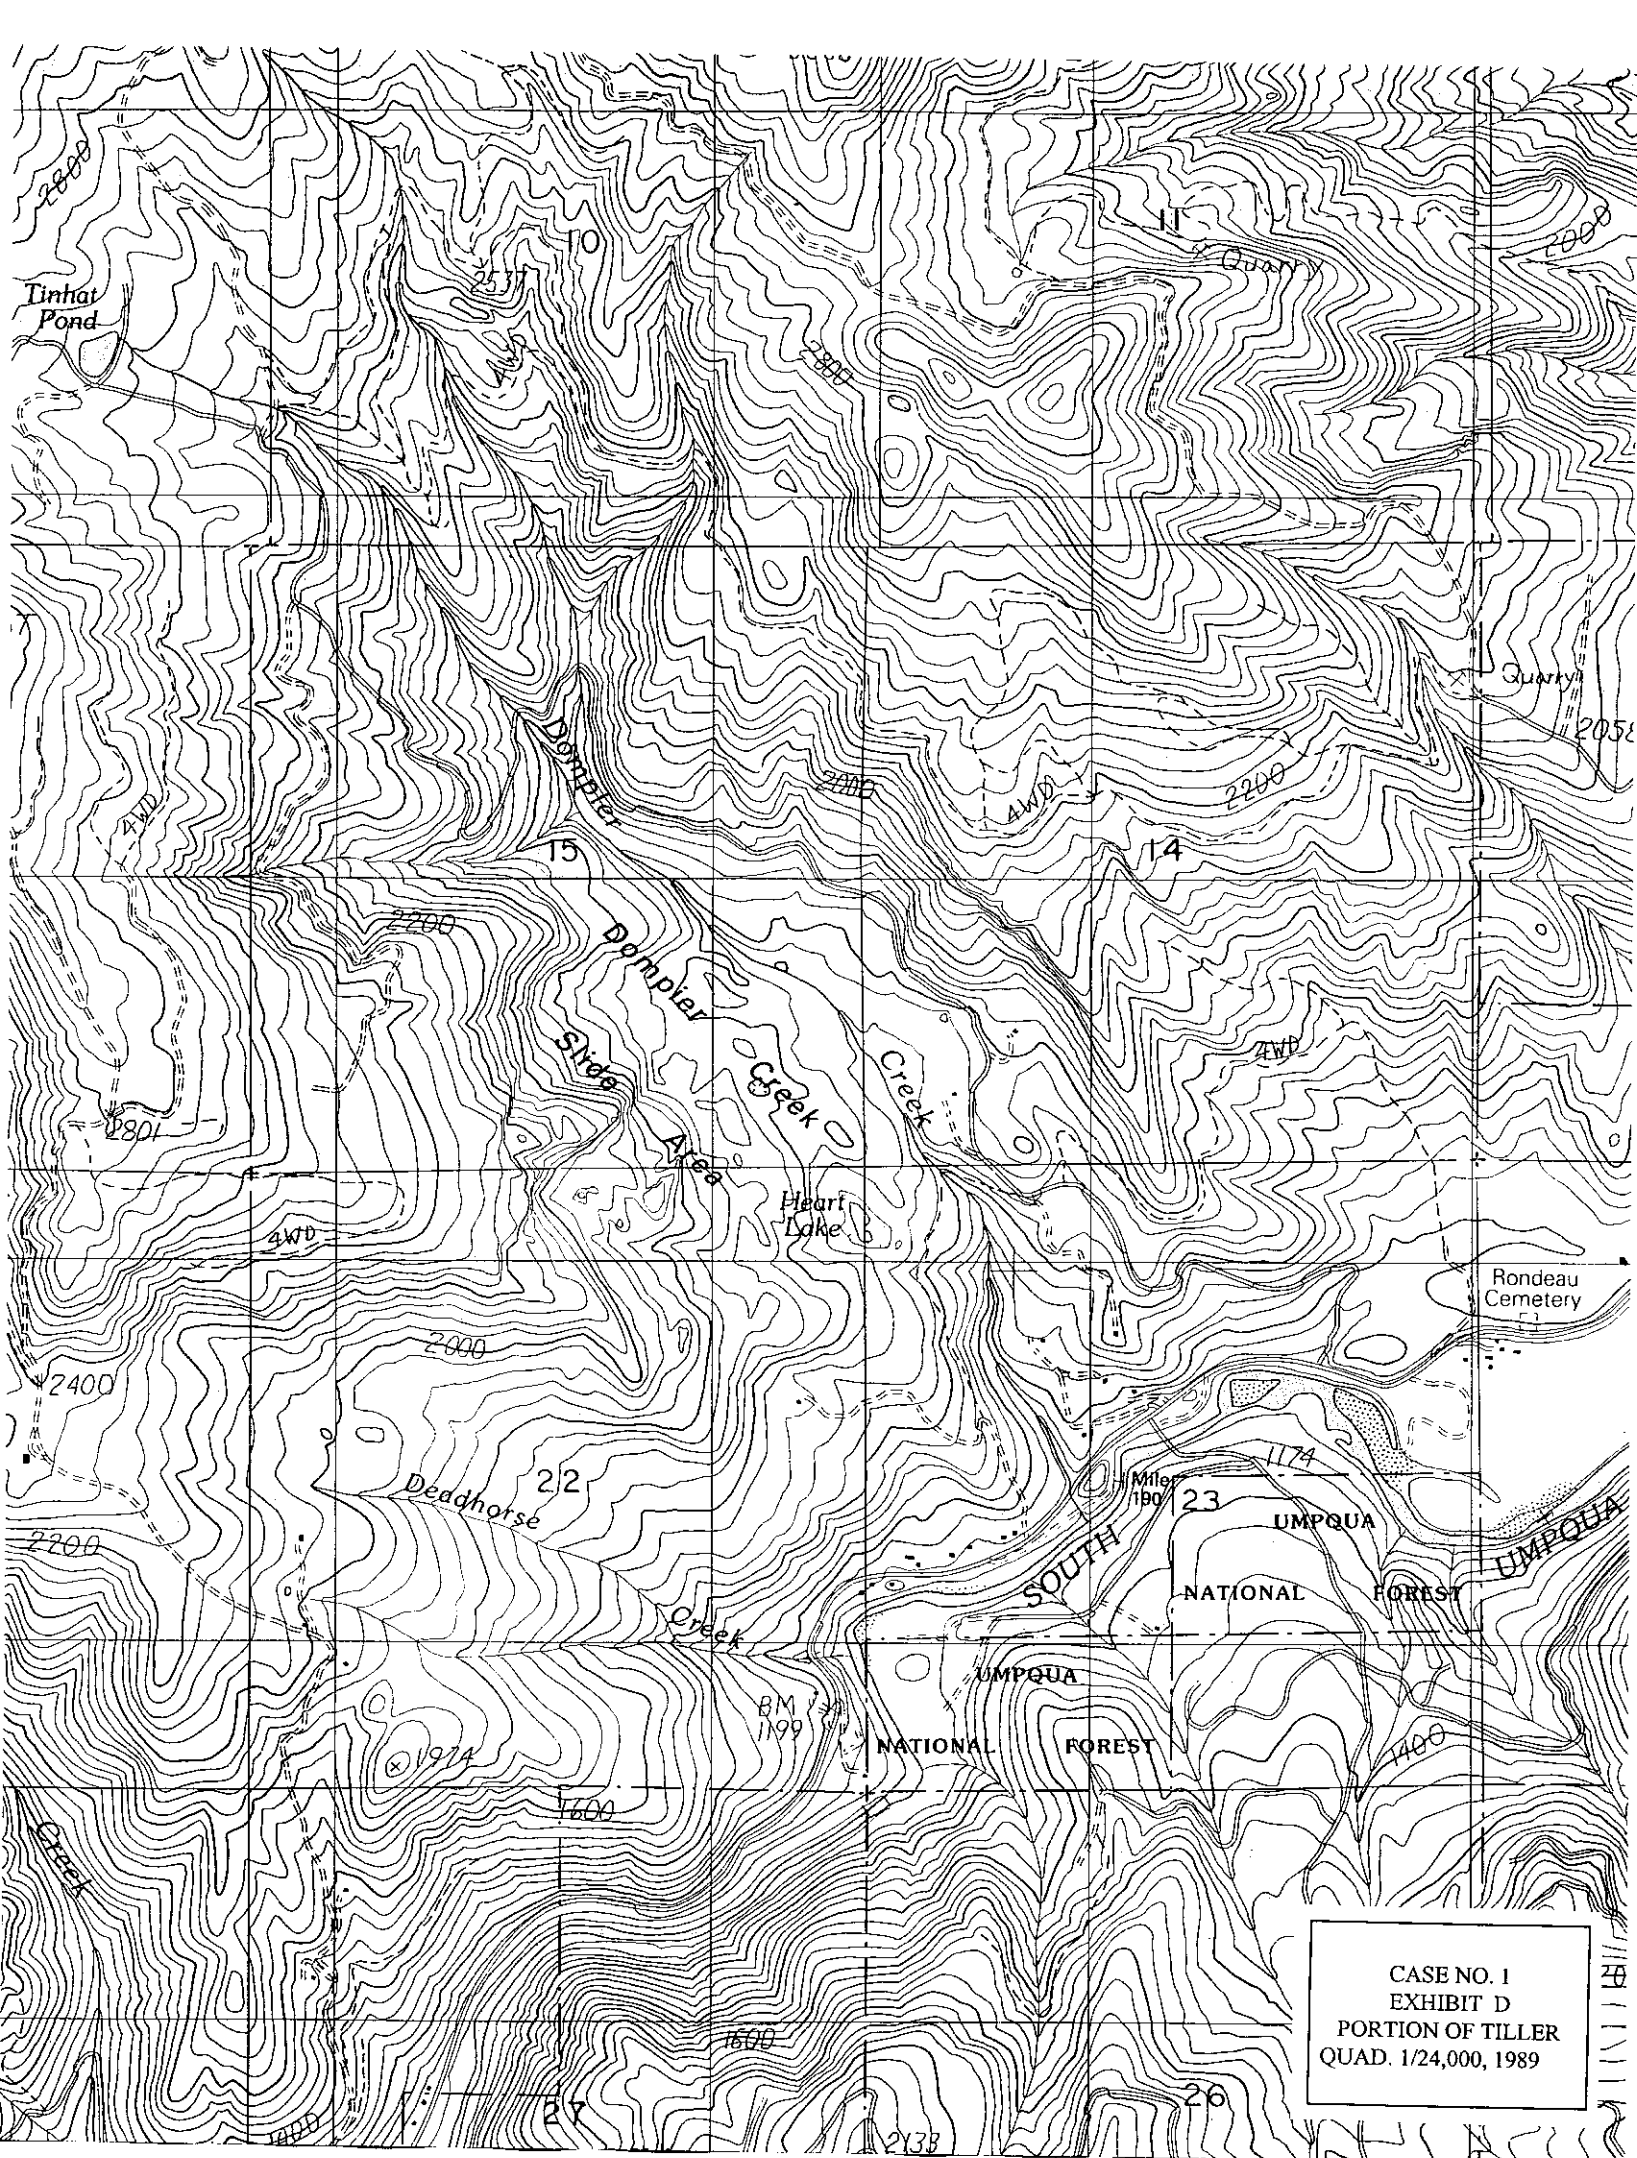 2800
10
11
2000
Quarry
2537
Tinhat
Pond
4WD
2800
Quarry
2058
Dompier
2000
4WD
2200
4WD
15
14
2200
Dompier
Creek
Slide
Area
Creek
4WD
2801
Heart
Lake
4WD
Rondeau
Cemetery
2000
2400
1174
Mile
190
23
22
Deadhorse
Creek
UMPQUA
SOUTH
UMPQUA
NATIONAL FOREST
2200
UMPQUA
BM
1199
NATIONAL FOREST
1974
1400
1600
Creek
CASE NO. 1
EXHIBIT D
PORTION OF TILLER
QUAD. 1/24,000, 1989
1600
26
27
2133